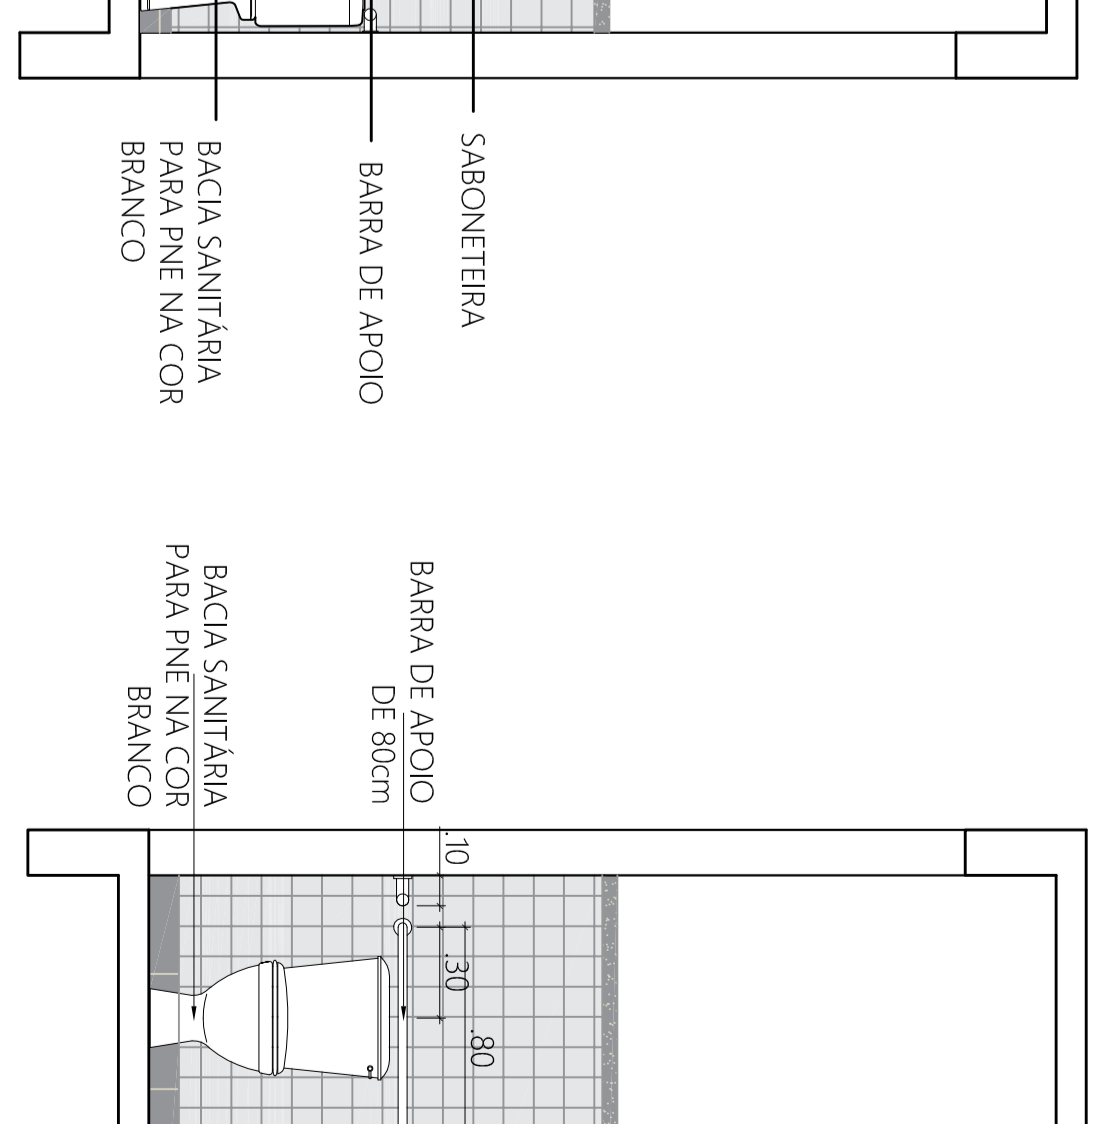 SABONETEIRA
BARRA DE APOIO
BACIA SANITÁRIA
PARA PNE NA COR
BRANCO
BARRA DE APOIO
DE 80cm
BACIA SANITÁRIA
PARA PNE NA COR
BRANCO
.10
.30
.80